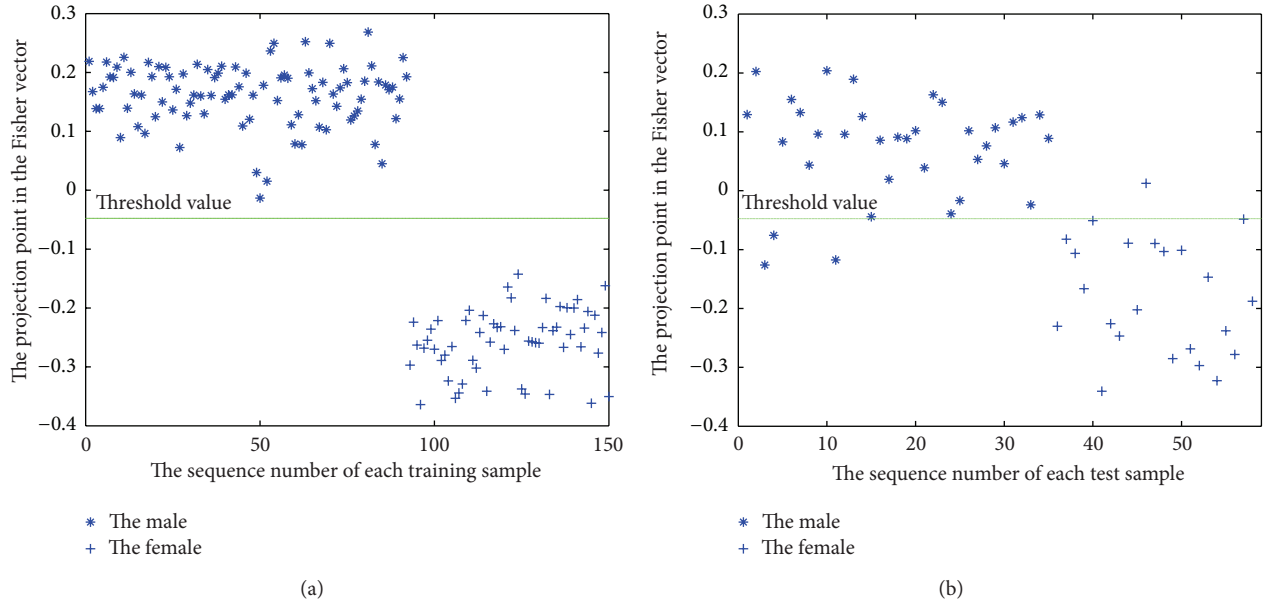 The projection point in the Fisher vector
0.3
0.2
0.1
0
−0.1
−0.2
−0.3
−0.4
Threshold value
0
50
100
150
The sequence number of each training sample
The male
The female
(a)
The projection point in the Fisher vector
0.3
0.2
0.1
0
−0.1
−0.2
−0.3
−0.4
Threshold value
0
10
20
30
40
50
The sequence number of each test sample
The male
The female
(b)